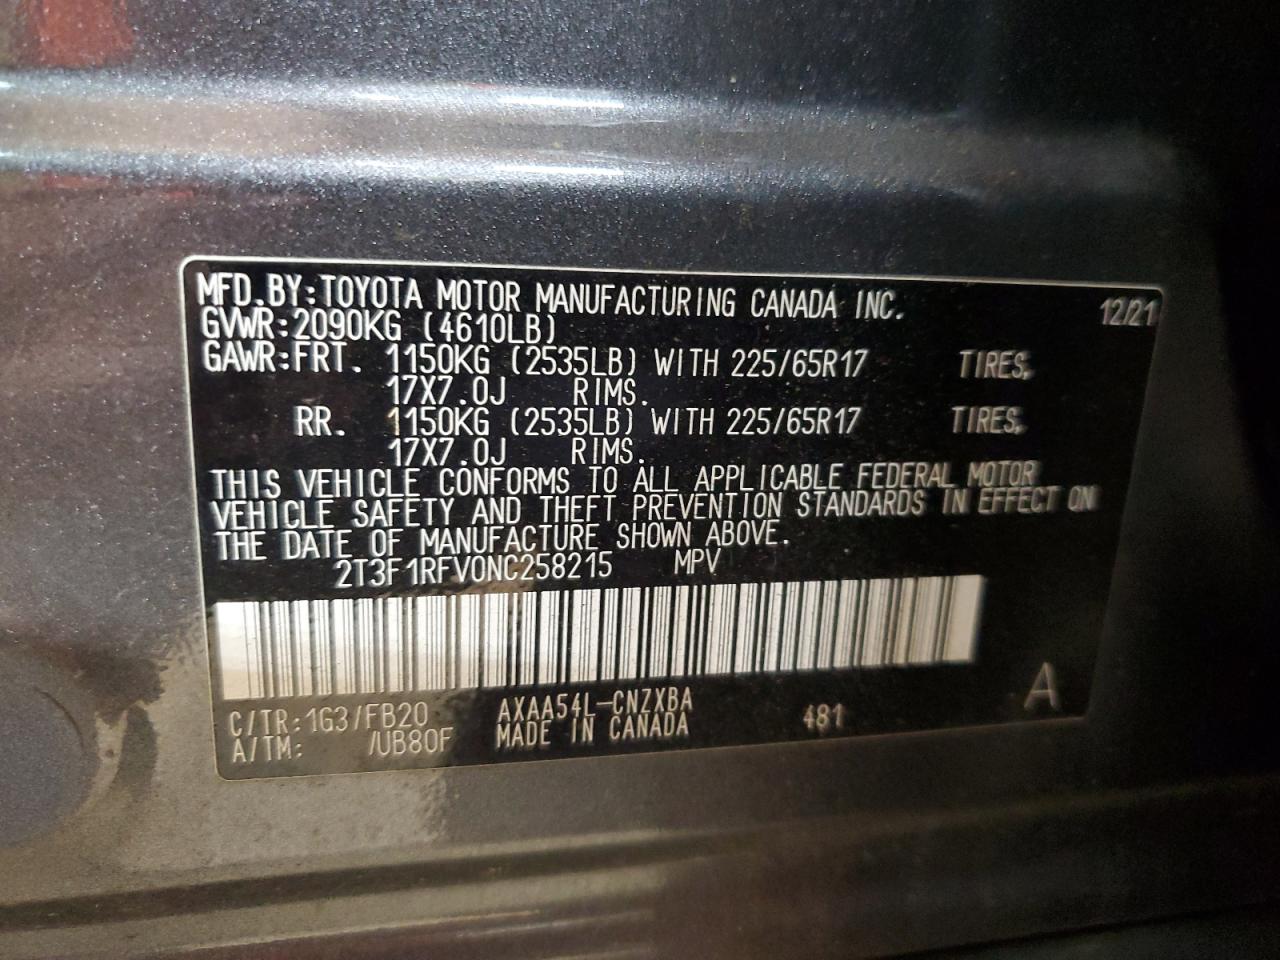 MFD.BY:TOYOTA MOTOR MANUFACTURING CANADA INC. 12/21
GVWR:2090KG (4610LB)
GAWR:FRT. 1150KG (2535LB) WITH 225/65R17 TIRES,
17X7.0J RIMS.
RR. 1150KG (2535LB) WITH 225/65R17 TIRES,
17X7.0J RIMS.
THIS VEHICLE CONFORMS TO ALL APPLICABLE FEDERAL MOTOR
VEHICLE SAFETY AND THEFT PREVENTION STANDARDS IN EFFECT ON
THE DATE OF MANUFACTURE SHOWN ABOVE.
2T3F1RFV0NC258215 MPV
C/TR:1G3/FB20 AXAA54L-CNZXBA 481 A
A/TM: /UB80F MADE IN CANADA